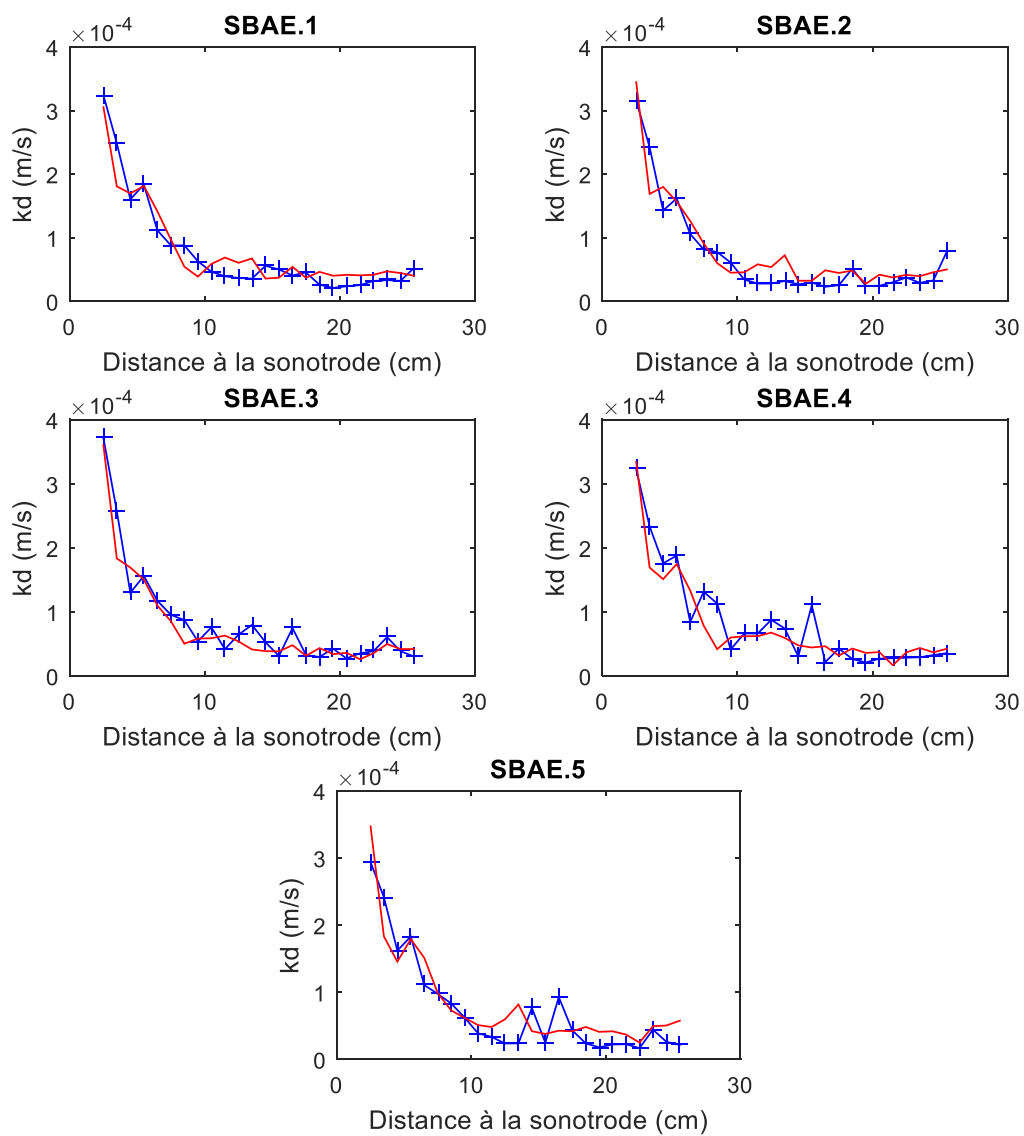 SBAE.1
×10-4
kd (m/s)
4
3
2
1
0
0 10 20 30
Distance à la sonotrode (cm)
SBAE.2
×10-4
kd (m/s)
4
3
2
1
0
0 10 20 30
Distance à la sonotrode (cm)
SBAE.3
×10-4
kd (m/s)
4
3
2
1
0
0 10 20 30
Distance à la sonotrode (cm)
SBAE.4
×10-4
kd (m/s)
4
3
2
1
0
0 10 20 30
Distance à la sonotrode (cm)
SBAE.5
×10-4
kd (m/s)
4
3
2
1
0
0 10 20 30
Distance à la sonotrode (cm)